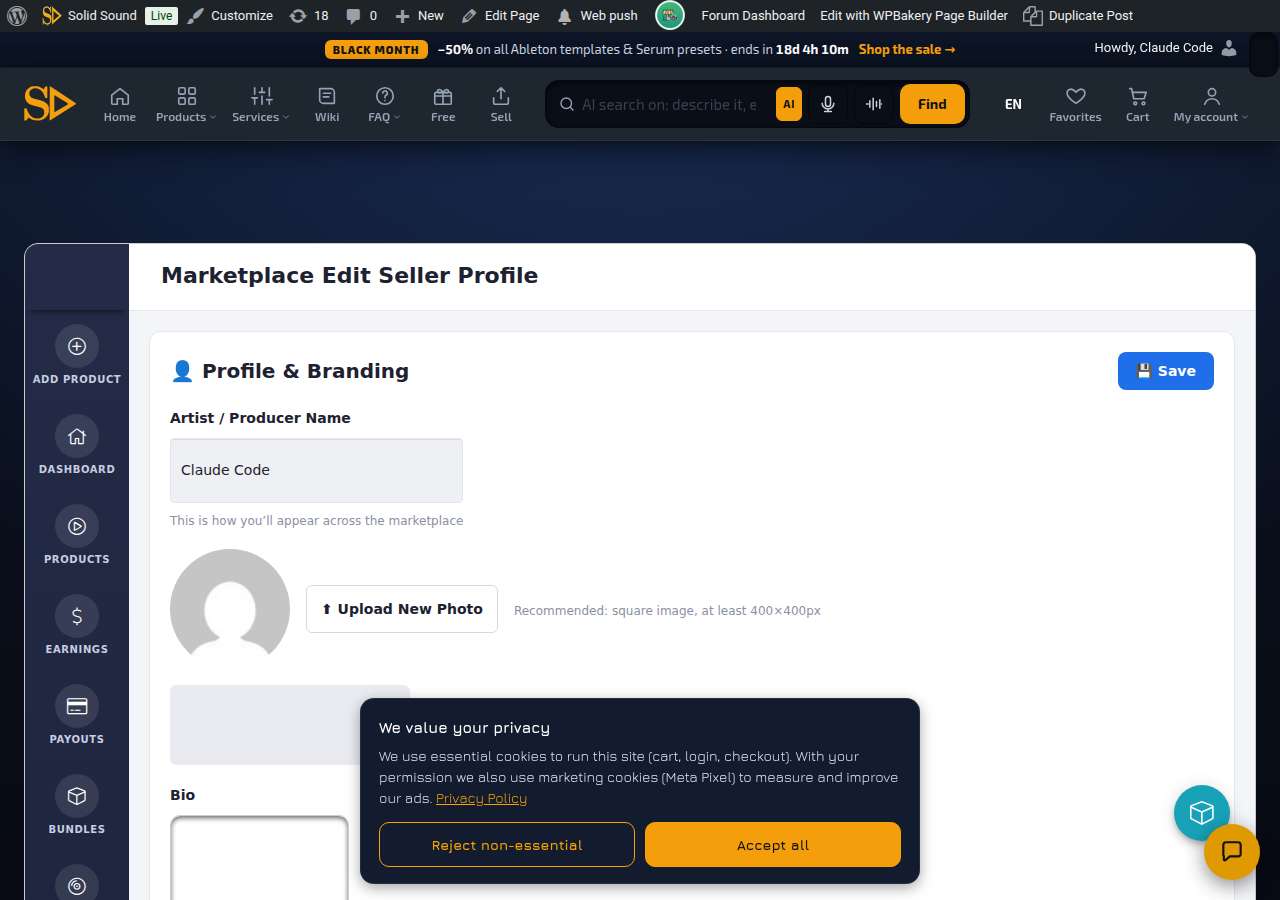 Solid Sound Live Customize 18 0 New Edit Page Web push Forum Dashboard Edit with WPBakery Page Builder Duplicate Post
BLACK MONTH −50% on all Ableton templates & Serum presets · ends in 18d 4h 10m Shop the sale → Howdy, Claude Code
Home Products Services Wiki FAQ Free Sell AI search on: describe it, e AI Find EN Favorites Cart My account
Marketplace Edit Seller Profile
ADD PRODUCT
DASHBOARD
PRODUCTS
EARNINGS
PAYOUTS
BUNDLES
Profile & Branding
Save
Artist / Producer Name
Claude Code
This is how you’ll appear across the marketplace
Upload New Photo
Recommended: square image, at least 400×400px
Bio
We value your privacy
We use essential cookies to run this site (cart, login, checkout). With your
permission we also use marketing cookies (Meta Pixel) to measure and improve
our ads. Privacy Policy
Reject non-essential
Accept all